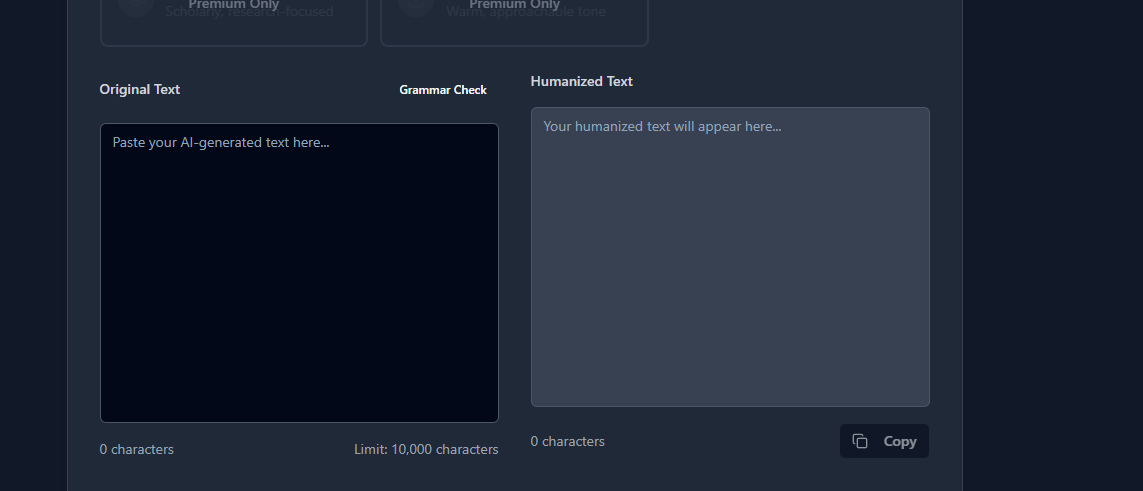 Premium Only
Scholarly, research-focused
Premium Only
Warm, approachable tone
Original Text
Grammar Check
Paste your AI-generated text here...
0 characters
Limit: 10,000 characters
Humanized Text
Your humanized text will appear here...
0 characters
Copy